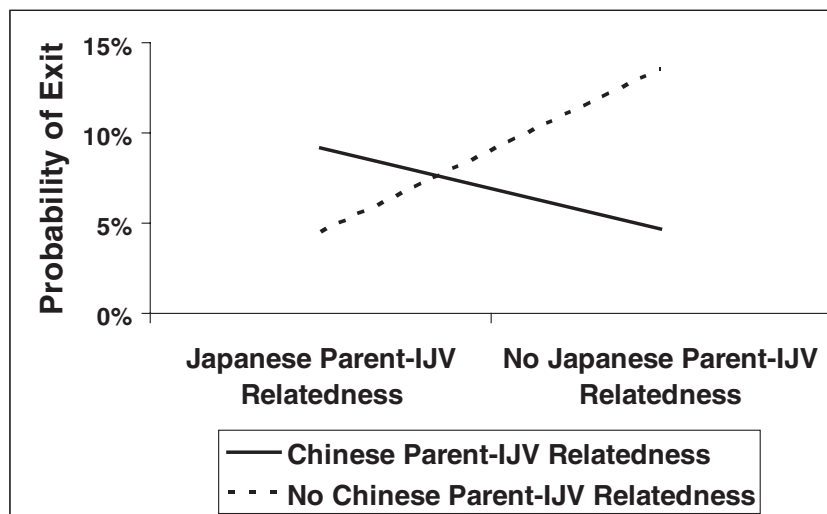 Probability of Exit
15%
10%
5%
0%
Japanese Parent-IJV
Relatedness
No Japanese Parent-IJV
Relatedness
Chinese Parent-IJV Relatedness
No Chinese Parent-IJV Relatedness